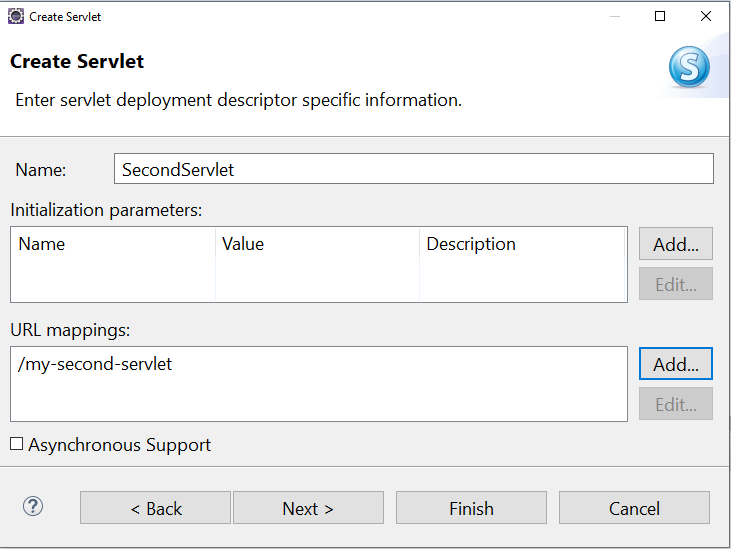 Create Servlet
Create Servlet
Enter servlet deployment descriptor specific information.
S
Name: SecondServlet
Initialization parameters:
Name Value Description Add...
Edit...
URL mappings:
/my-second-servlet Add...
Edit...
Asynchronous Support
? < Back Next > Finish Cancel